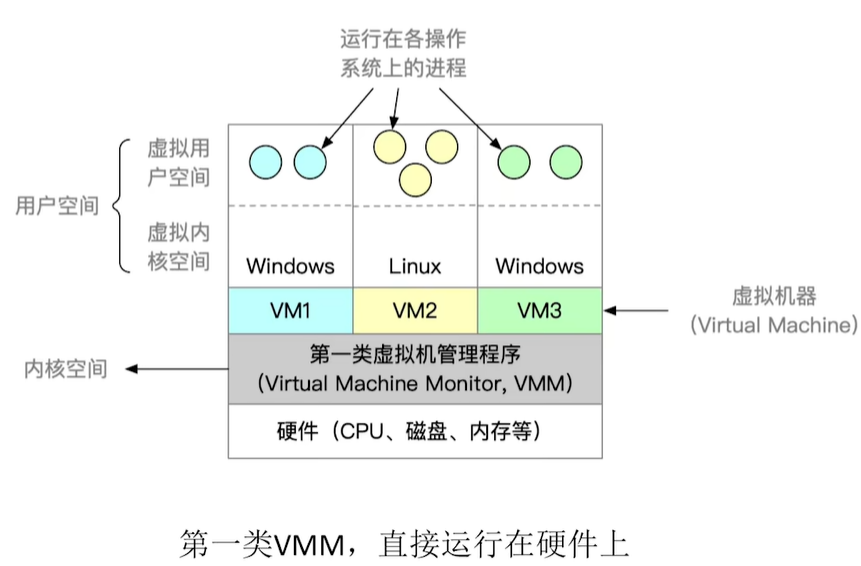 运行在各操作
系统上的进程
虚拟用
户空间
用户空间
虚拟内
核空间
Windows
Linux
Windows
VM1
VM2
VM3
虚拟机器
（Virtual Machine）
内核空间
第一类虚拟机管理程序
（Virtual Machine Monitor, VMM）
硬件（CPU、磁盘、内存等）
第一类VMM，直接运行在硬件上